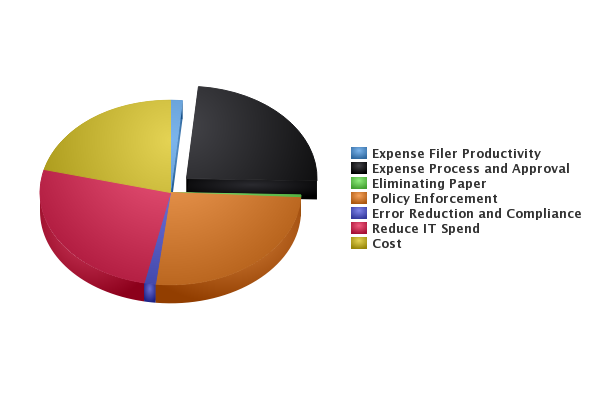 Expense Filer Productivity
Expense Process and Approval
Eliminating Paper
Policy Enforcement
Error Reduction and Compliance
Reduce IT Spend
Cost